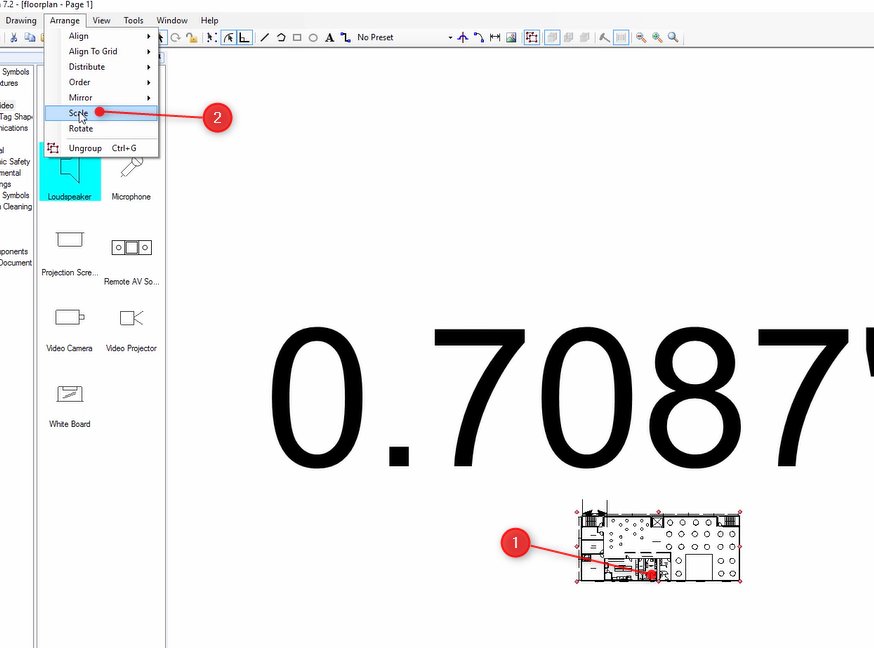 7.2 - [floorplan - Page 1]
Drawing Arrange View Tools Window Help
No Preset
Align
Align To Grid
Distribute
Order
Mirror
Scale
Rotate
Ungroup Ctrl+G
2
Symbols
tures
ideo
Tag Shape
ications
al
ic Safety
mental
ngs
Symbols
Cleaning
ponents
Document
Loudspeaker Microphone
Projection Scre...
Remote AV So...
Video Camera Video Projector
White Board
0.7087"
1